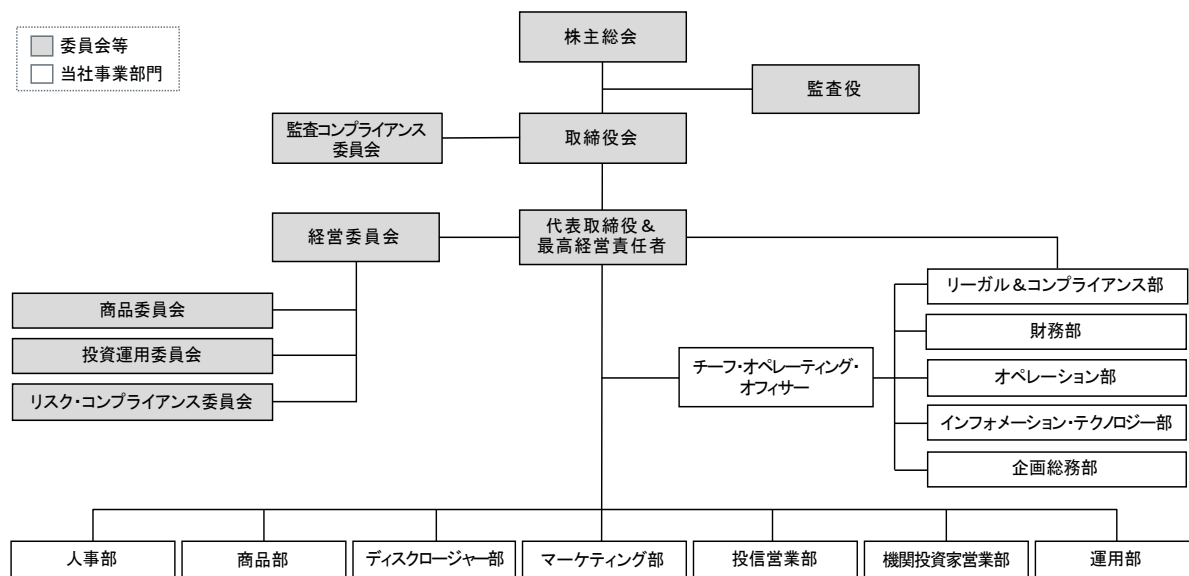 委員会等
当社事業部門
株主総会
監査役
監査コンプライアンス
委員会
取締役会
経営委員会
代表取締役&
最高経営責任者
商品委員会
投資運用委員会
リスク・コンプライアンス委員会
チーフ・オペレーティング・
オフィサー
リーガル&コンプライアンス部
財務部
オペレーション部
インフォメーション・テクノロジー部
企画総務部
人事部
商品部
ディスクロージャー部
マーケティング部
投信営業部
機関投資家営業部
運用部